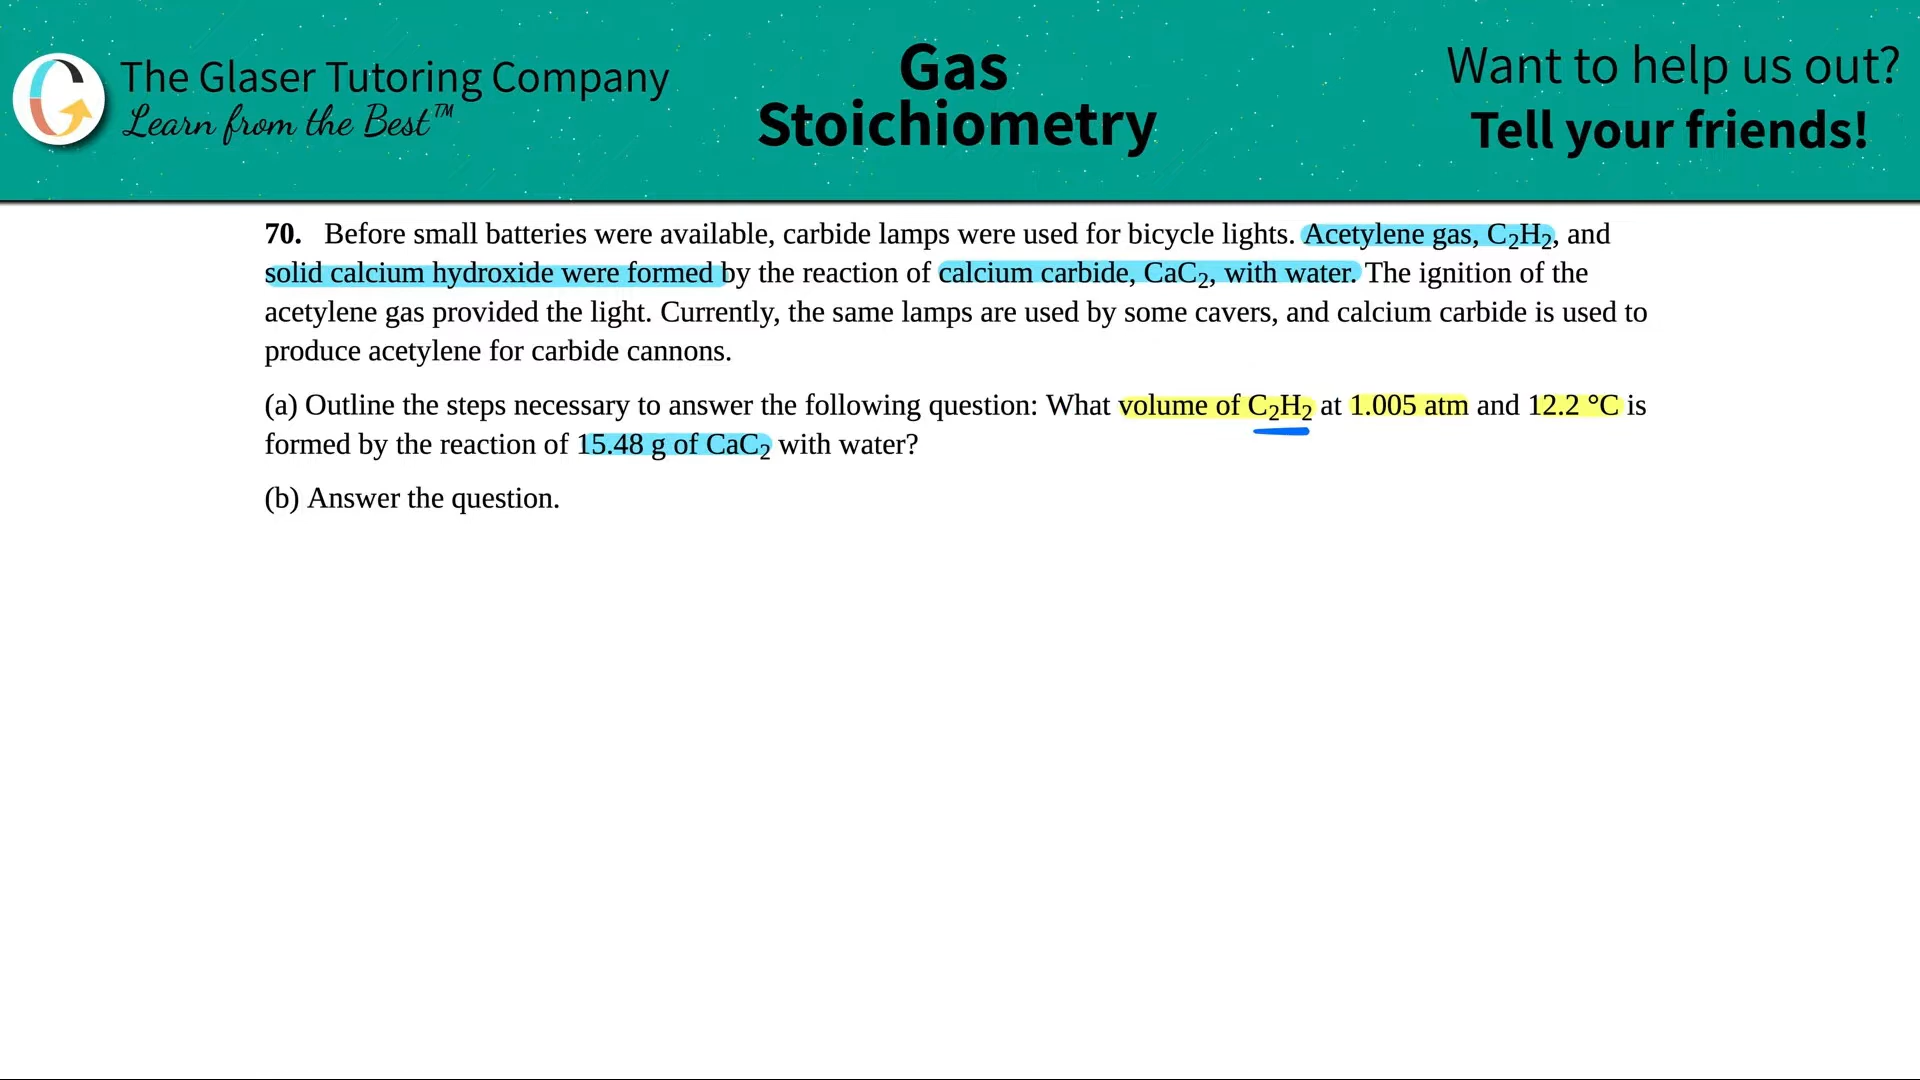 The Glaser Tutoring Company
Learn from the Best™
Gas
Stoichiometry
Want to help us out?
Tell your friends!
70. Before small batteries were available, carbide lamps were used for bicycle lights. Acetylene gas, C₂H₂, and
solid calcium hydroxide were formed by the reaction of calcium carbide, CaC₂, with water. The ignition of the
acetylene gas provided the light. Currently, the same lamps are used by some cavers, and calcium carbide is used to
produce acetylene for carbide cannons.
(a) Outline the steps necessary to answer the following question: What volume of C₂H₂ at 1.005 atm and 12.2 °C is
formed by the reaction of 15.48 g of CaC₂ with water?
(b) Answer the question.